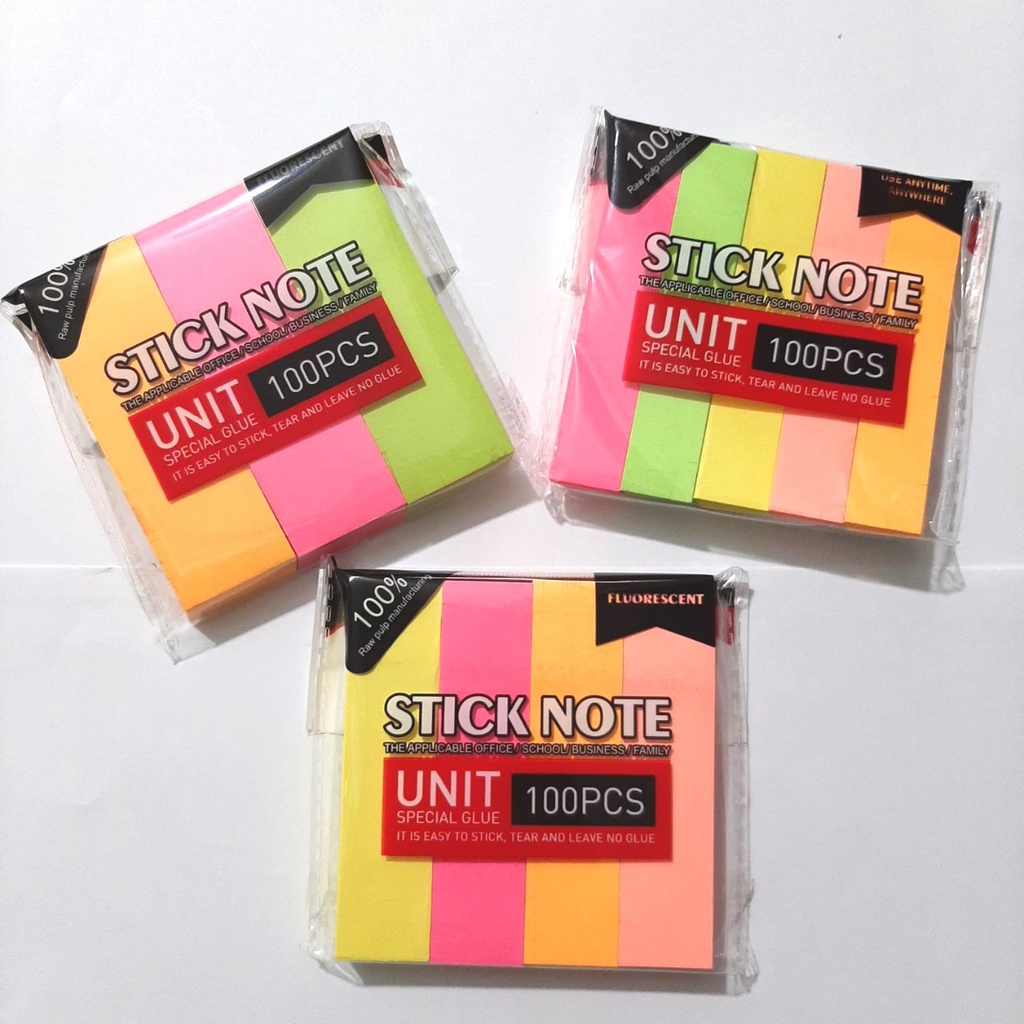 100%
Raw pulp manufacturing
FLUORESCENT
STICK NOTE
THE APPLICABLE OFFICE / SCHOOL / BUSINESS / FAMILY
UNIT
100PCS
SPECIAL GLUE
IT IS EASY TO STICK, TEAR AND LEAVE NO GLUE
100%
Raw pulp manufacturing
USE ANYTIME,
ANYWHERE
STICK NOTE
THE APPLICABLE OFFICE / SCHOOL / BUSINESS / FAMILY
UNIT
100PCS
SPECIAL GLUE
IT IS EASY TO STICK, TEAR AND LEAVE NO GLUE
100%
Raw pulp manufacturing
FLUORESCENT
STICK NOTE
THE APPLICABLE OFFICE / SCHOOL / BUSINESS / FAMILY
UNIT
100PCS
SPECIAL GLUE
IT IS EASY TO STICK, TEAR AND LEAVE NO GLUE